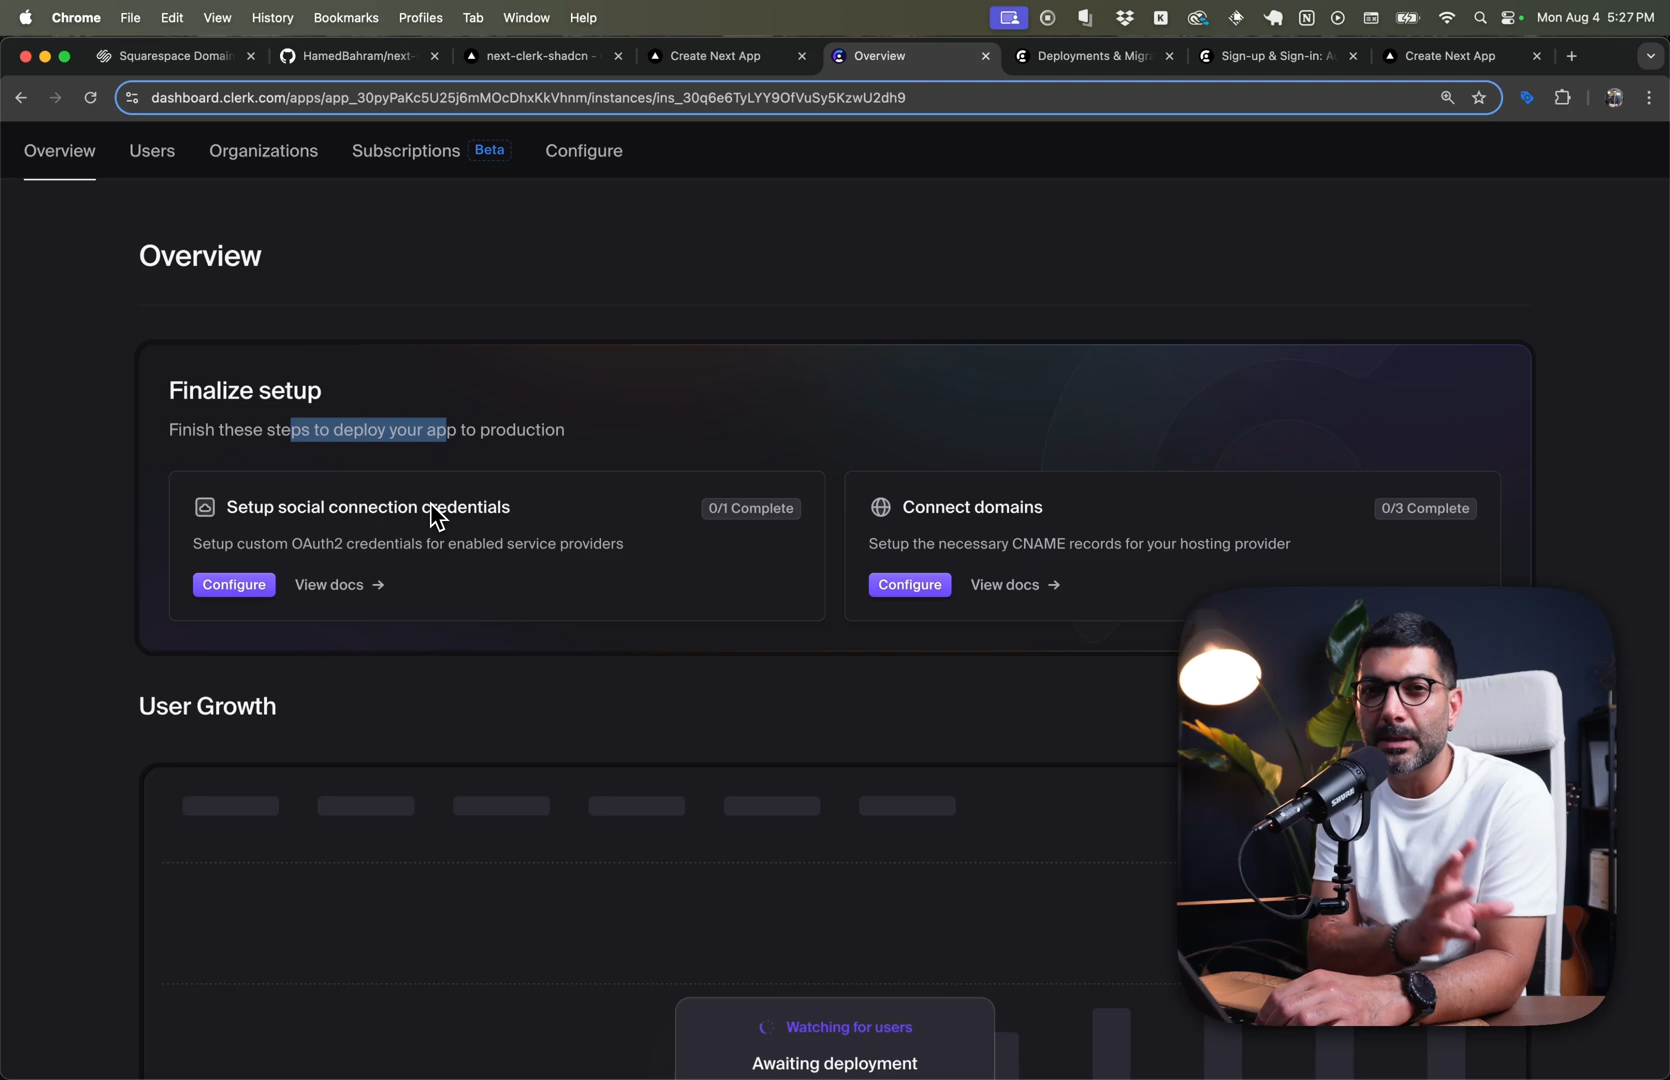 Chrome File Edit View History Bookmarks Profiles Tab Window Help Mon Aug 4 5:27 PM
Squarespace Domain HamedBahram/next- next-clerk-shadcn - Create Next App Overview Deployments & Migr Sign-up & Sign-in: A Create Next App
dashboard.clerk.com/apps/app_30pyPaKc5U25j6mMOcDhxKkVhnm/instances/ins_30q6e6TyLYY9OfVuSy5KzwU2dh9
Overview Users Organizations Subscriptions Beta Configure
Overview
Finalize setup
Finish these steps to deploy your app to production
Setup social connection credentials 0/1 Complete
Setup custom OAuth2 credentials for enabled service providers
Configure View docs →
Connect domains 0/3 Complete
Setup the necessary CNAME records for your hosting provider
Configure View docs →
User Growth
SHURE
Watching for users
Awaiting deployment